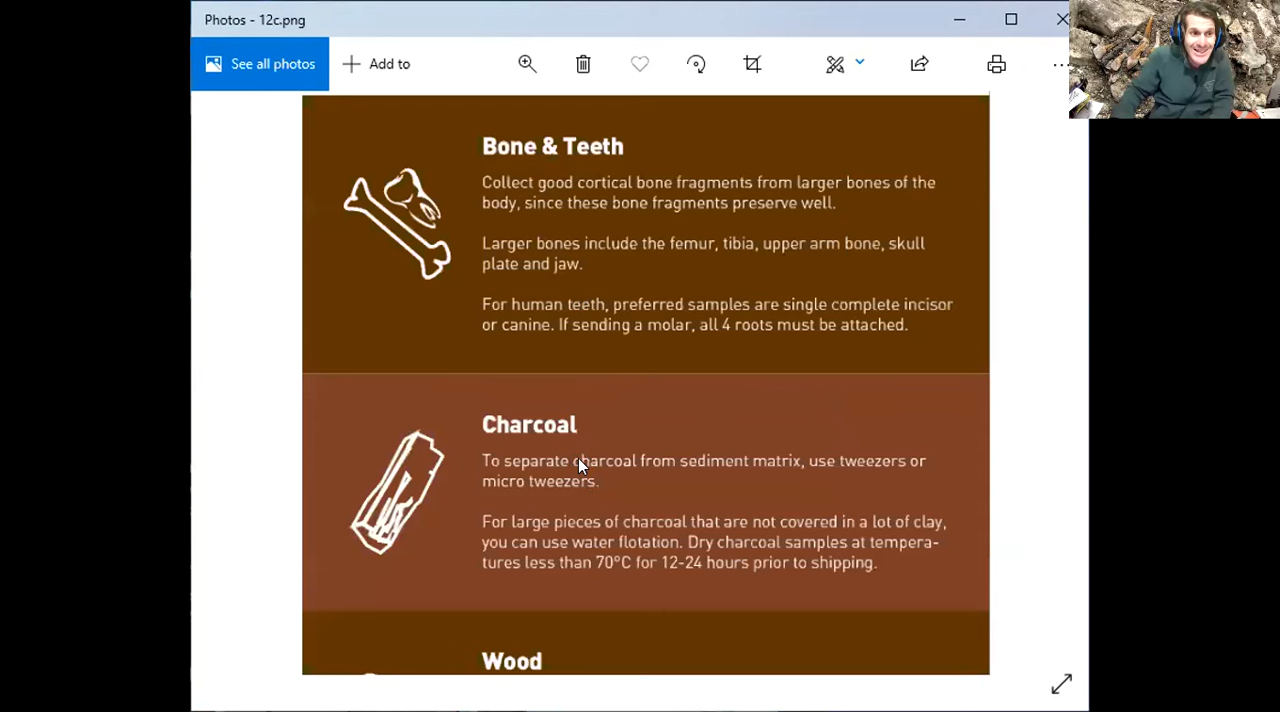 Photos - 12c.png
See all photos
Add to
Bone & Teeth
Collect good cortical bone fragments from larger bones of the
body, since these bone fragments preserve well.
Larger bones include the femur, tibia, upper arm bone, skull
plate and jaw.
For human teeth, preferred samples are single complete incisor
or canine. If sending a molar, all 4 roots must be attached.
Charcoal
To separate charcoal from sediment matrix, use tweezers or
micro tweezers.
For large pieces of charcoal that are not covered in a lot of clay,
you can use water flotation. Dry charcoal samples at tempera-
tures less than 70°C for 12-24 hours prior to shipping.
Wood